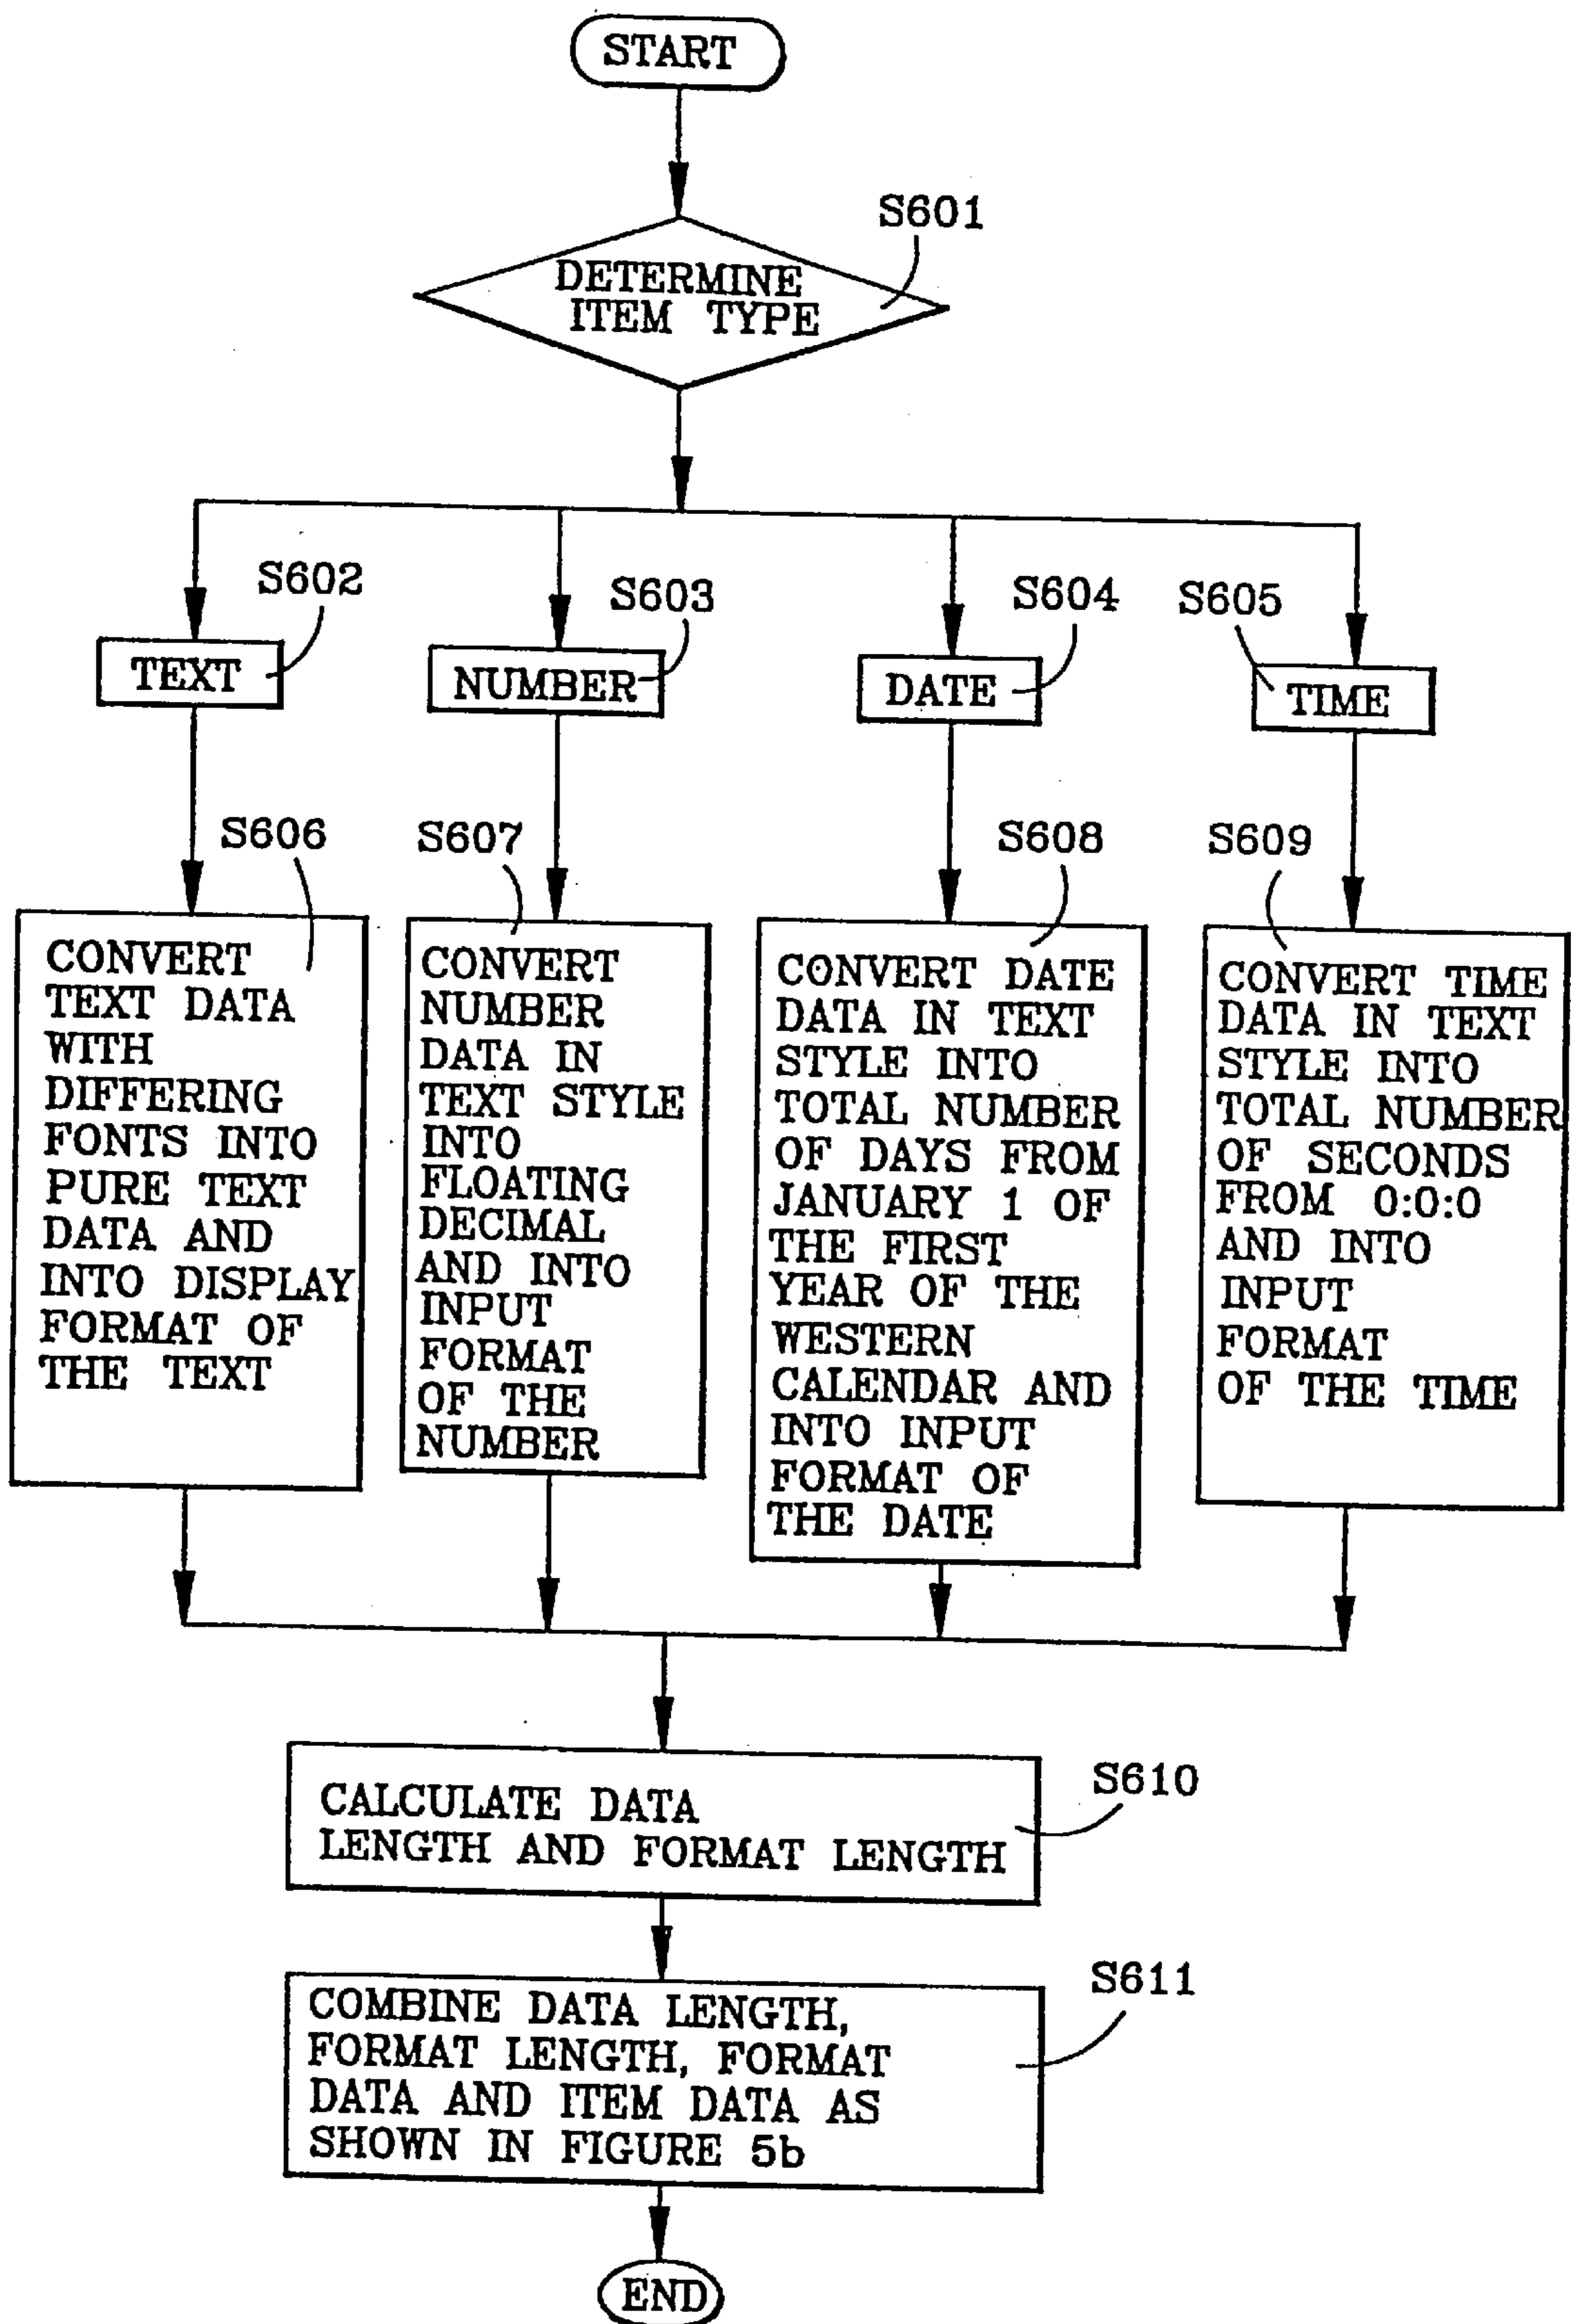 START
S601
DETERMINE
ITEM TYPE
S602
S603
S604
S605
TEXT
NUMBER
DATE
TIME
S606
S607
S608
S609
CONVERT
TEXT DATA
WITH
DIFFERING
FONTS INTO
PURE TEXT
DATA AND
INTO DISPLAY
FORMAT OF
THE TEXT
CONVERT
NUMBER
DATA IN
TEXT STYLE
INTO
FLOATING
DECIMAL
AND INTO
INPUT
FORMAT
OF THE
NUMBER
CONVERT DATE
DATA IN TEXT
STYLE INTO
TOTAL NUMBER
OF DAYS FROM
JANUARY 1 OF
THE FIRST
YEAR OF THE
WESTERN
CALENDAR AND
INTO INPUT
FORMAT OF
THE DATE
CONVERT TIME
DATA IN TEXT
STYLE INTO
TOTAL NUMBER
OF SECONDS
FROM 0:0:0
AND INTO
INPUT
FORMAT
OF THE TIME
S610
CALCULATE DATA
LENGTH AND FORMAT LENGTH
S611
COMBINE DATA LENGTH,
FORMAT LENGTH, FORMAT
DATA AND ITEM DATA AS
SHOWN IN FIGURE 5b
END